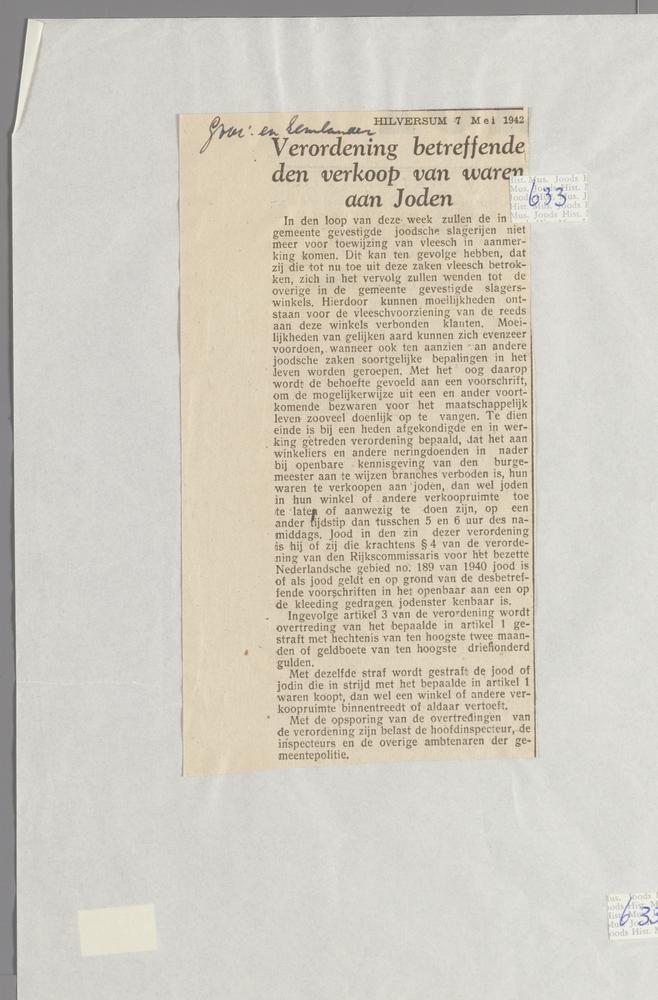 Gooi- en Eemlander
HILVERSUM 7 Mei 1942
Verordening betreffende
den verkoop van waren
aan Joden
633
In den loop van deze week zullen de in
gemeente gevestigde joodsche slagerijen niet
meer voor toewijzing van vleesch in aanmer-
king komen. Dit kan ten gevolge hebben, dat
zij die tot nu toe uit deze zaken vleesch betrok-
ken, zich in het vervolg zullen wenden tot de
overige in de gemeente gevestigde slagers-
winkels. Hierdoor kunnen moeilijkheden ont-
staan voor de vleeschvoorziening van de reeds
aan deze winkels verbonden klanten. Moei-
lijkheden van gelijken aard kunnen zich evenzeer
voordoen, wanneer ook ten aanzien an andere
joodsche zaken soortgelijke bepalingen in het
leven worden geroepen. Met het oog daarop
wordt de behoefte gevoeld aan een voorschrift,
om de mogelijkerwijze uit een en ander voort-
komende bezwaren voor het maatschappelijk
leven zooveel doenlijk op te vangen. Te dien
einde is bij een heden afgekondigde en in wer-
king getreden verordening bepaald, dat het aan
winkeliers en andere neringdoenden in nader
bij openbare kennisgeving van den burge-
meester aan te wijzen branches verboden is, hun
waren te verkoopen aan joden, dan wel joden
in hun winkel of andere verkoopruimte toe
te laten of aanwezig te doen zijn, op een
ander tijdstip dan tusschen 5 en 6 uur des na-
middags. Jood in den zin dezer verordening
is hij of zij die krachtens § 4 van de verorde-
ning van den Rijkscommissaris voor het bezette
Nederlandsche gebied no. 189 van 1940 jood is
of als jood geldt en op grond van de desbetref-
fende voorschriften in het openbaar aan een op
de kleeding gedragen jodenster kenbaar is.
Ingevolge artikel 3 van de verordening wordt
overtreding van het bepaalde in artikel 1 ge-
straft met hechtenis van ten hoogste twee maan-
den of geldboete van ten hoogste driehonderd
gulden.
Met dezelfde straf wordt gestraft de jood of
jodin die in strijd met het bepaalde in artikel 1
waren koopt, dan wel een winkel of andere ver-
koopruimte binnentreedt of aldaar vertoeft.
Met de opsporing van de overtredingen van
de verordening zijn belast de hoofdinspecteur, de
inspecteurs en de overige ambtenaren der ge-
meentepolitie.
633